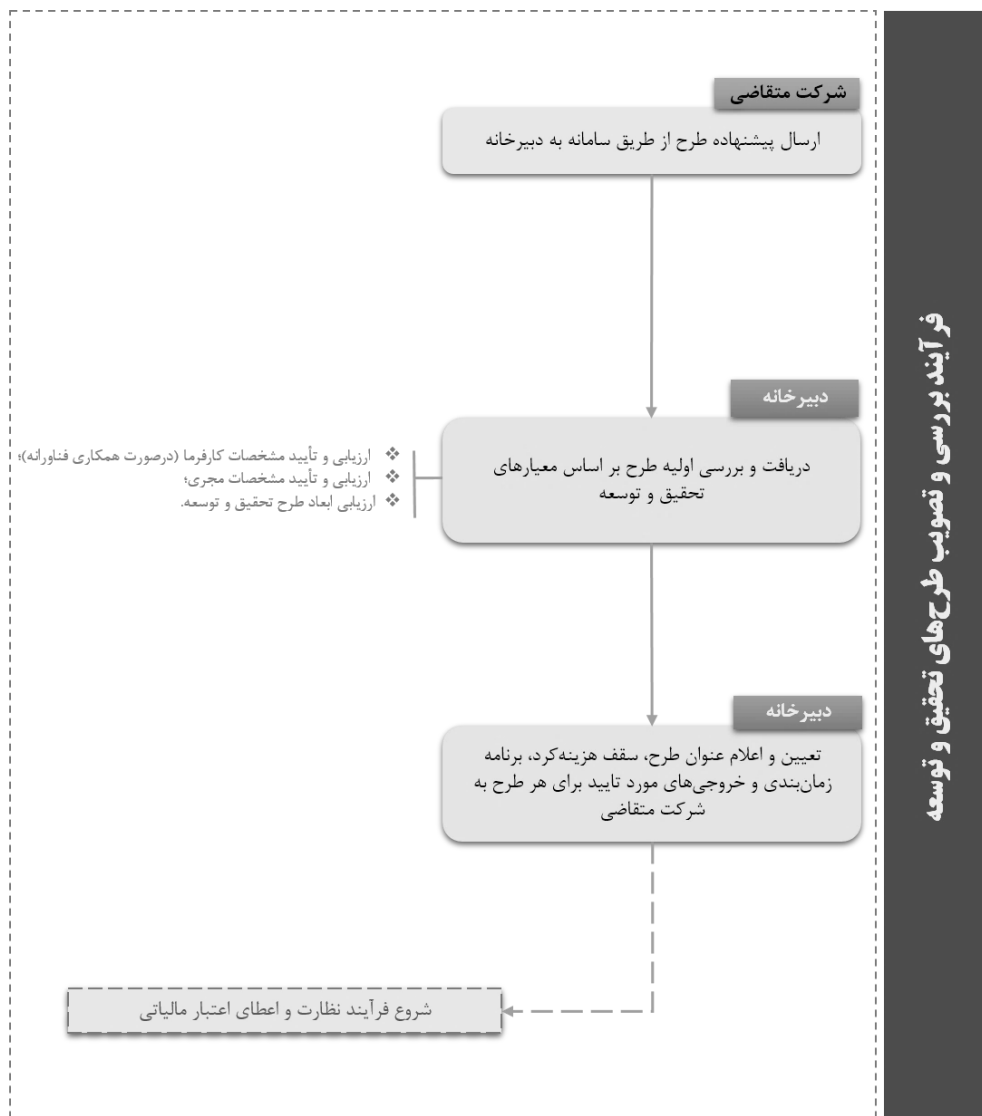 فرآیند بررسی و تصویب طرح‌های تحقیق و توسعه
شرکت متقاضی
ارسال پیشنهاده طرح از طریق سامانه به دبیرخانه
دبیرخانه
دریافت و بررسی اولیه طرح بر اساس معیارهای
تحقیق و توسعه
❖ ارزیابی و تأیید مشخصات کارفرما (درصورت همکاری فناورانه)؛
❖ ارزیابی و تأیید مشخصات مجری؛
❖ ارزیابی ابعاد طرح تحقیق و توسعه.
دبیرخانه
تعیین و اعلام عنوان طرح، سقف هزینه‌کرد، برنامه
زمان‌بندی و خروجی‌های مورد تایید برای هر طرح به
شرکت متقاضی
شروع فرآیند نظارت و اعطای اعتبار مالیاتی